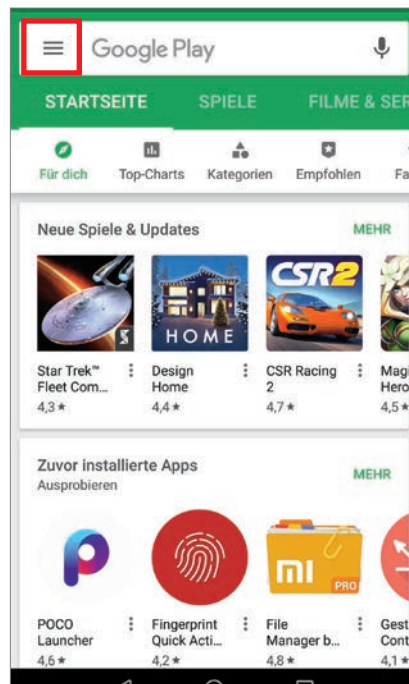 Google Play
STARTSEITE SPIELE FILME & SER
Für dich Top-Charts Kategorien Empfohlen Fa
Neue Spiele & Updates MEHR
HOME CSR2
Star Trek™ Design CSR Racing Magi
Fleet Com... Home 2 Hero
4,3★ 4,4★ 4,7★ 4,5★
Zuvor installierte Apps MEHR
Ausprobieren
MI PRO
POCO Fingerprint File Gest
Launcher Quick Acti... Manager b... Cont
4,6★ 4,2★ 4,8★ 4,1★